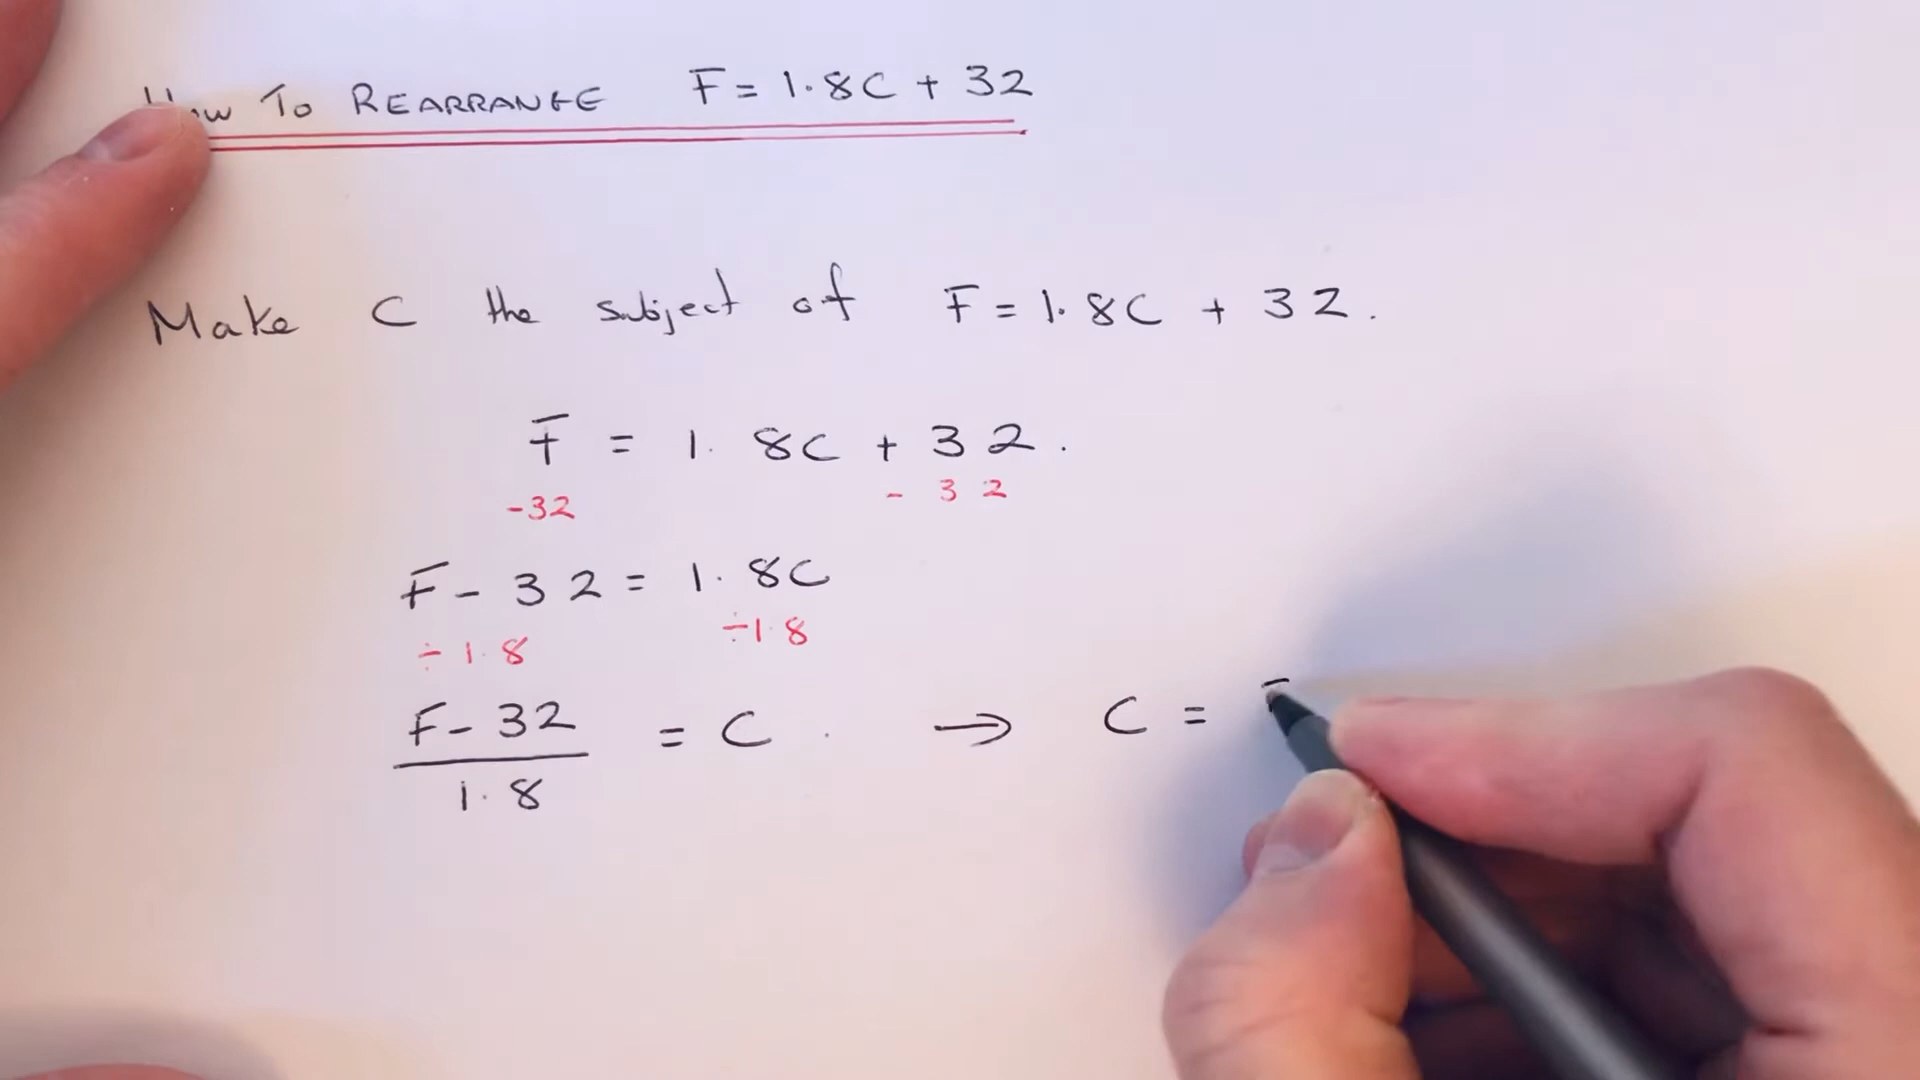 How To REARRANGE F = 1.8C + 32
Make C the subject of F = 1.8C + 32.
F = 1.8C + 32.
-32 - 32
F - 32 = 1.8C
÷1.8 ÷1.8
F - 32 = C. → C = F
1.8